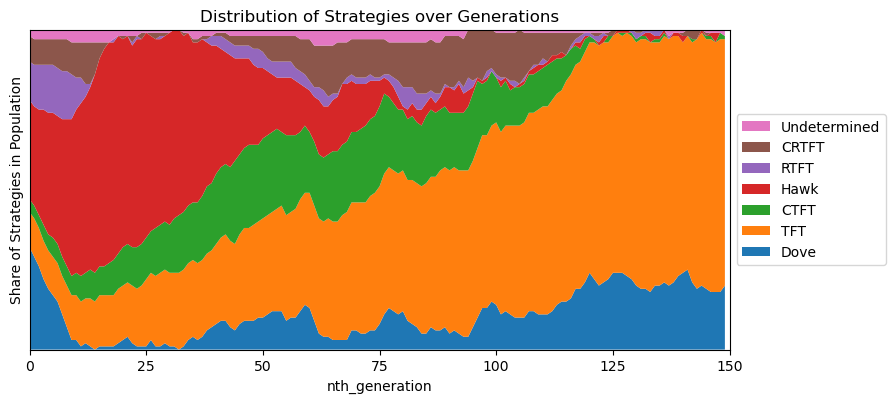 Distribution of Strategies over Generations
Share of Strategies in Population
0 25 50 75 100 125 150
nth_generation
Undetermined
CRTFT
RTFT
Hawk
CTFT
TFT
Dove